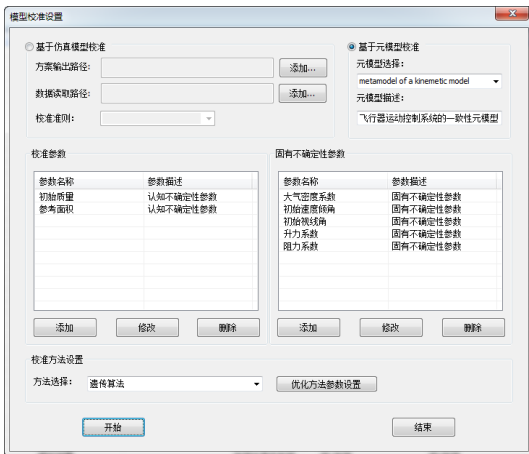 模型校准设置
基于仿真模型校准
方案输出路径:
添加...
数据读取路径:
添加...
校准准则:
基于元模型校准
元模型选择:
metamodel of a kinemetic model
元模型描述:
飞行器运动控制系统的一致性元模型
校准参数
参数名称 参数描述
初始质量 认知不确定性参数
参考面积 认知不确定性参数
添加 修改 删除
固有不确定性参数
参数名称 参数描述
大气密度系数 固有不确定性参数
初始速度倾角 固有不确定性参数
初始视线角 固有不确定性参数
升力系数 固有不确定性参数
阻力系数 固有不确定性参数
添加 修改 删除
校准方法设置
方法选择: 遗传算法 优化方法参数设置
开始 结束